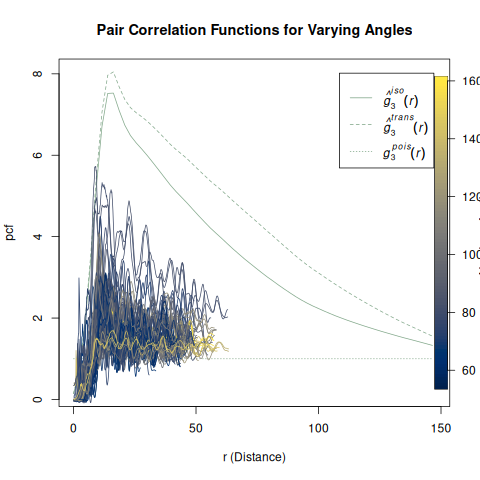 Pair Correlation Functions for Varying Angles
pcf
0 2 4 6 8
0 50 100 150
r (Distance)
ĝ₃^iso(r)
ĝ₃^trans(r)
g₃^pois(r)
60 80 100 120 140 160